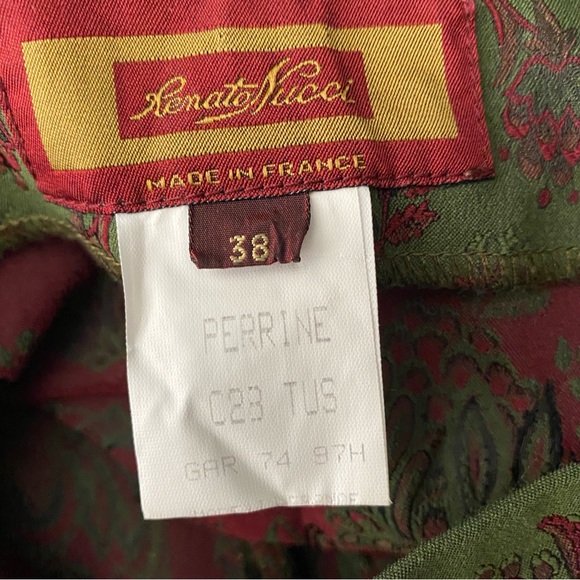 Renato Nucci
MADE IN FRANCE
38
PERRINE
C23 TUS
GAR 74 97H